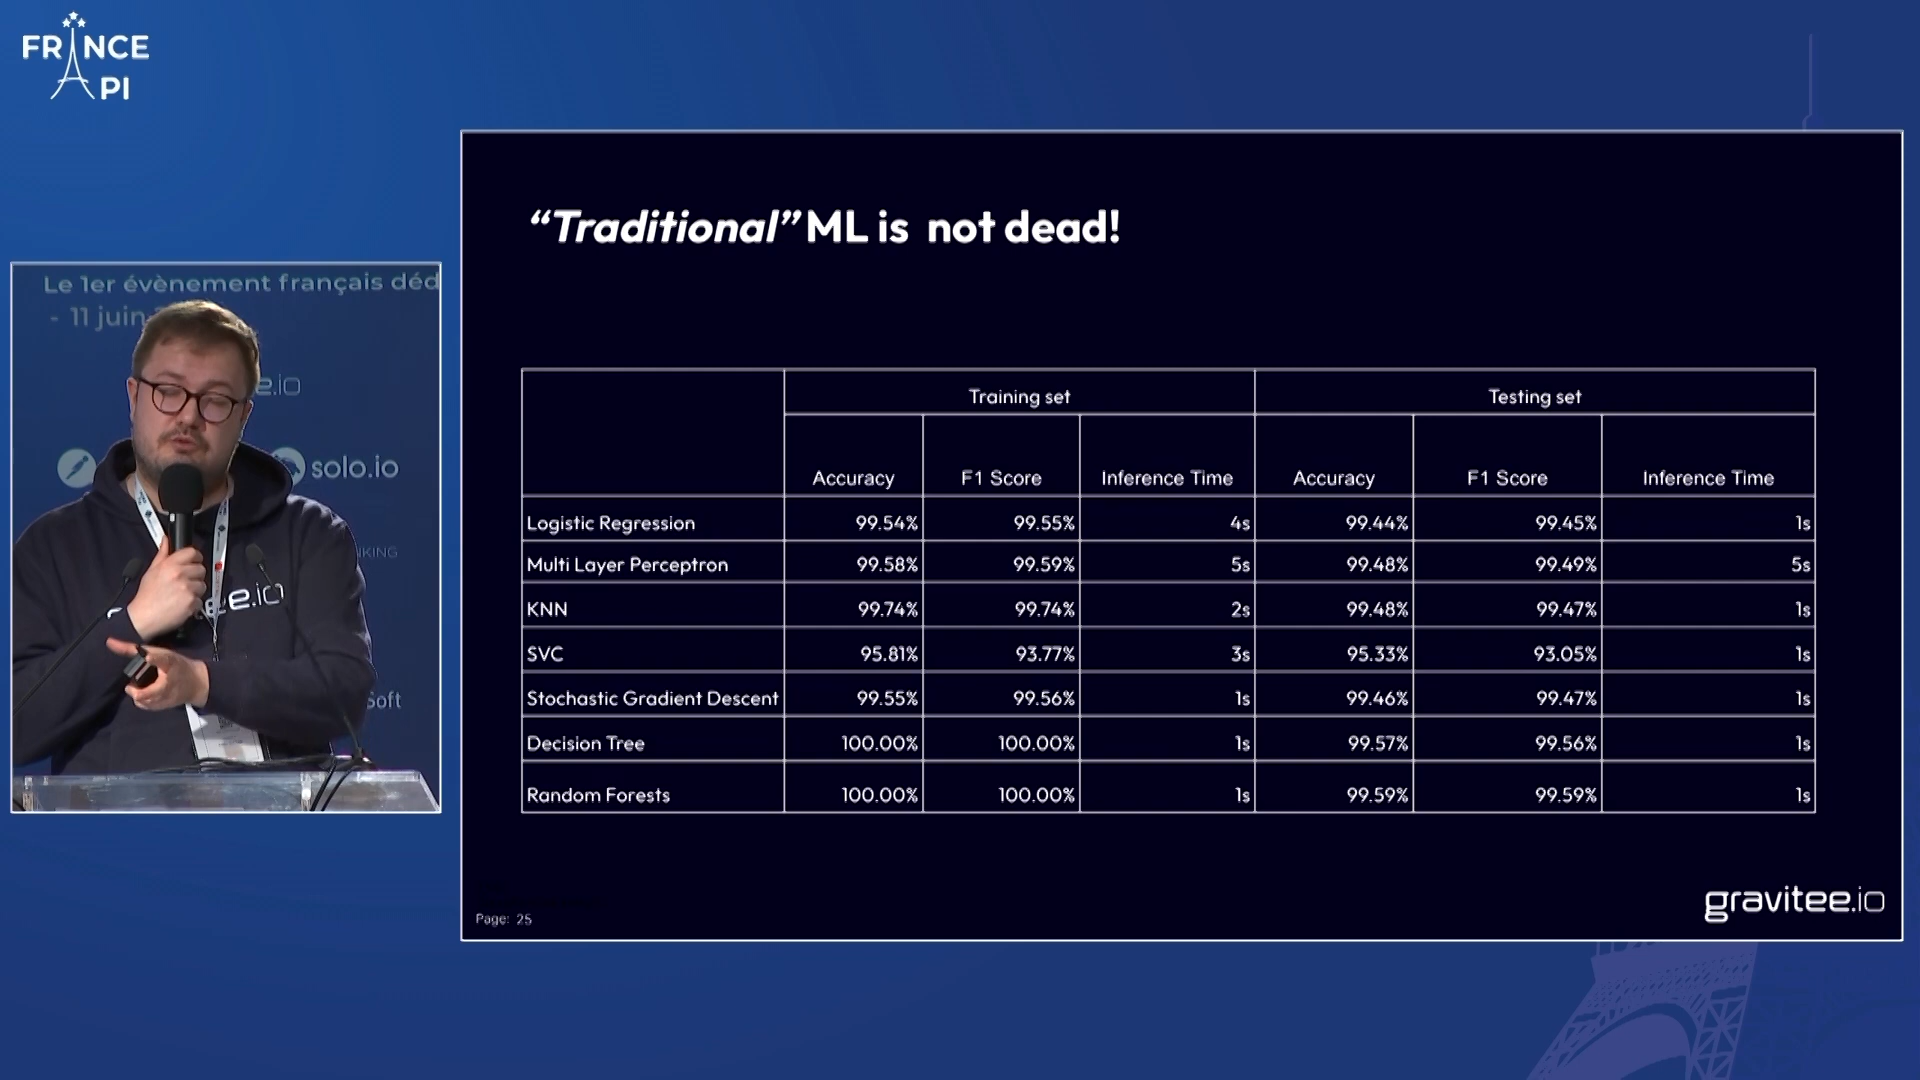 FRANCE
API
Le 1er évènement français déd
- 11 juin
e.io
solo.io
KING
Soft
ee.io
“Traditional” ML is not dead!
Training set Testing set
Accuracy F1 Score Inference Time Accuracy F1 Score Inference Time
Logistic Regression 99.54% 99.55% 4s 99.44% 99.45% 1s
Multi Layer Perceptron 99.58% 99.59% 5s 99.48% 99.49% 5s
KNN 99.74% 99.74% 2s 99.48% 99.47% 1s
SVC 95.81% 93.77% 3s 95.33% 93.05% 1s
Stochastic Gradient Descent 99.55% 99.56% 1s 99.46% 99.47% 1s
Decision Tree 100.00% 100.00% 1s 99.57% 99.56% 1s
Random Forests 100.00% 100.00% 1s 99.59% 99.59% 1s
Page: 25
gravitee.io